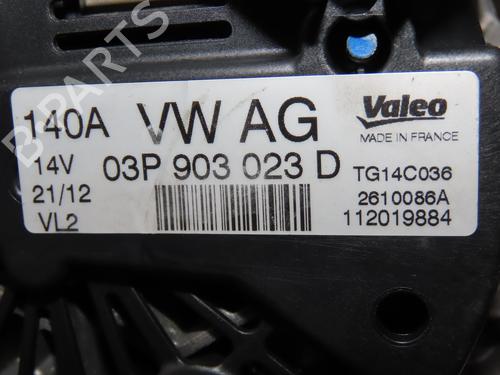 B-PARTS
140A VW AG Valeo
MADE IN FRANCE
14V 03P 903 023 D TG14C036
21/12 2610086A
VL2 112019884